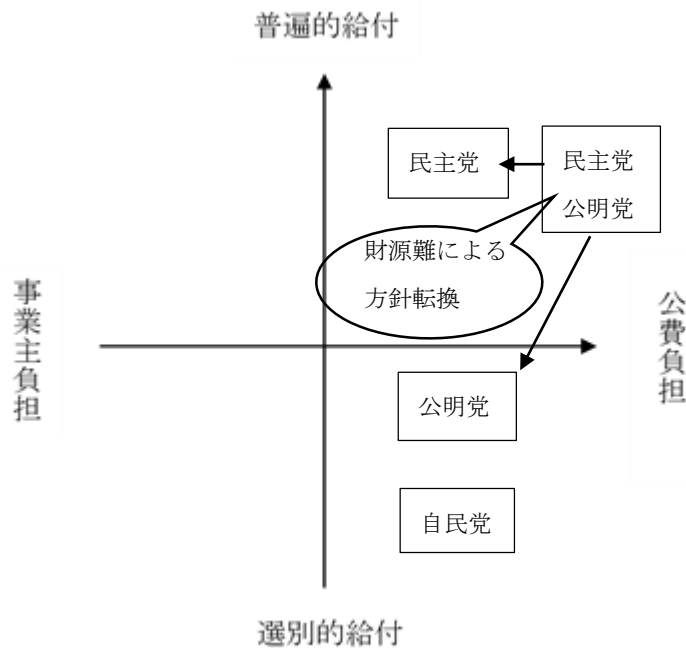 普遍的給付
民主党
民主党
公明党
財源難による
方針転換
事業主負担
公費負担
公明党
自民党
選別的給付